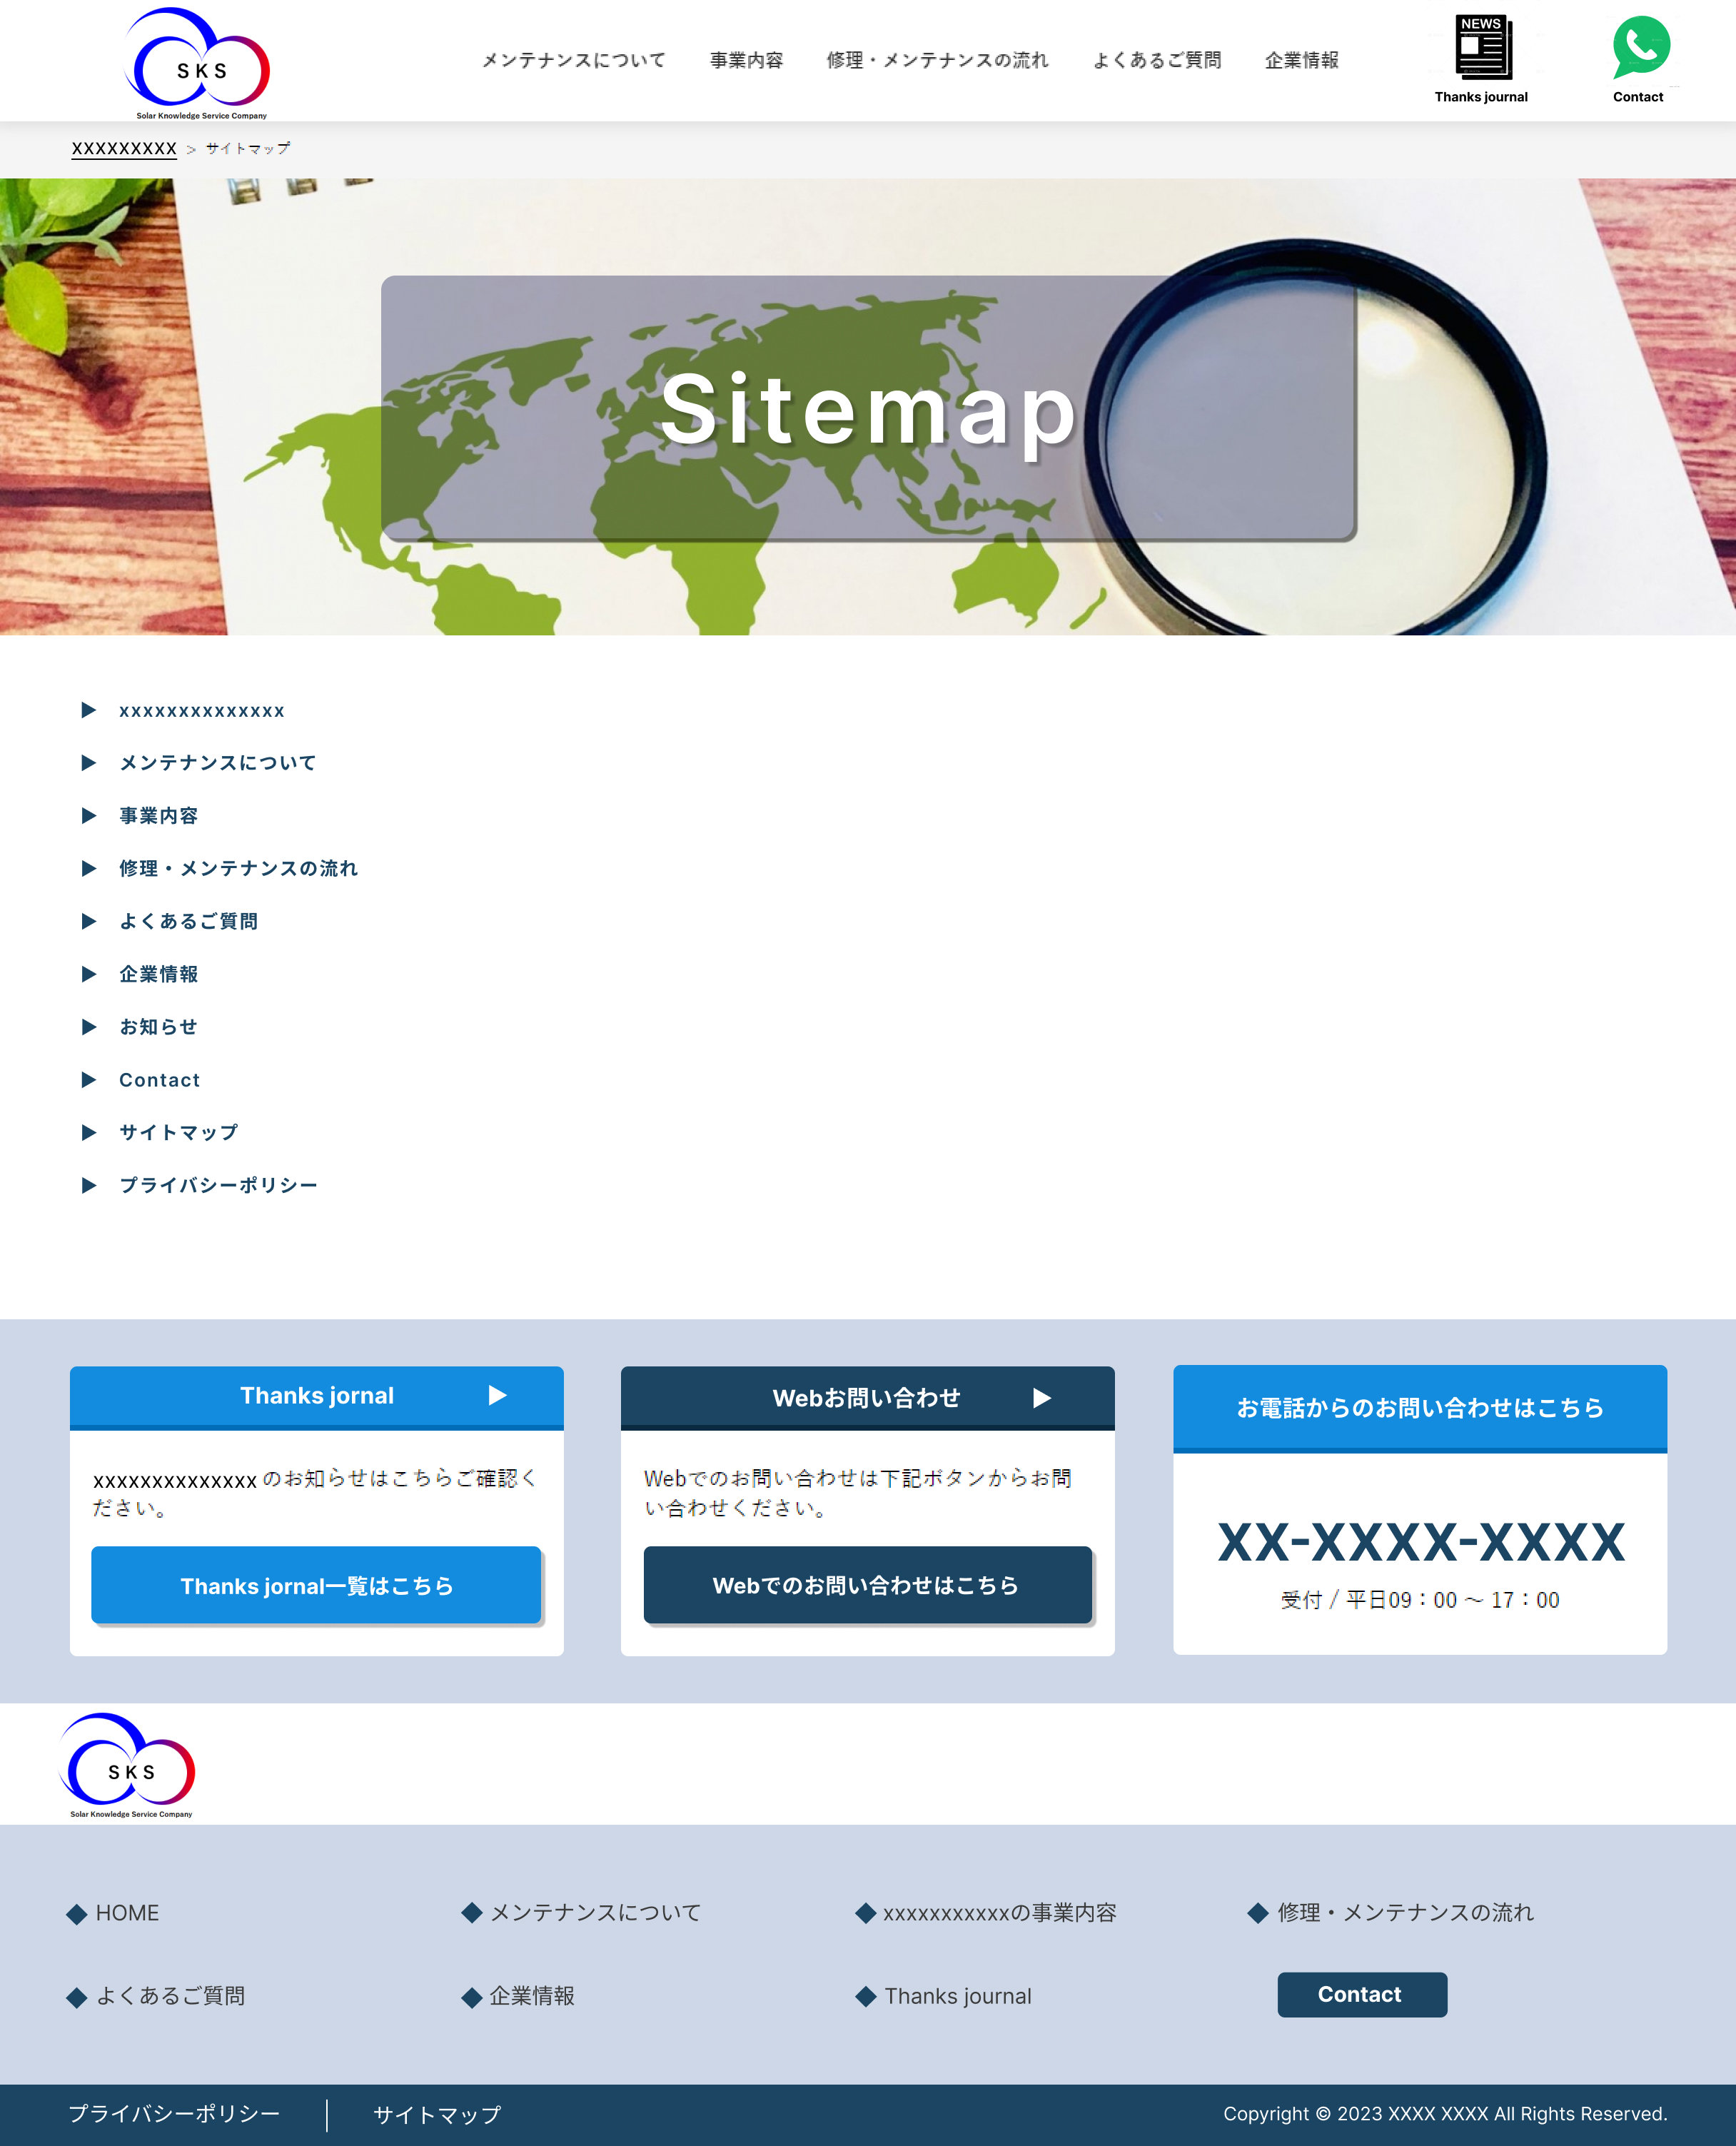 S K S
Solar Knowledge Service Company
メンテナンスについて 事業内容 修理・メンテナンスの流れ よくあるご質問 企業情報
NEWS
Thanks journal
Contact
XXXXXXXXX > サイトマップ
Sitemap
▶ xxxxxxxxxxxxxx
▶ メンテナンスについて
▶ 事業内容
▶ 修理・メンテナンスの流れ
▶ よくあるご質問
▶ 企業情報
▶ お知らせ
▶ Contact
▶ サイトマップ
▶ プライバシーポリシー
Thanks jornal ▶
xxxxxxxxxxxxxx のお知らせはこちらご確認く
ださい。
Thanks jornal一覧はこちら
Webお問い合わせ ▶
Webでのお問い合わせは下記ボタンからお問
い合わせください。
Webでのお問い合わせはこちら
お電話からのお問い合わせはこちら
XX-XXXX-XXXX
受付 / 平日09：00 〜 17：00
S K S
Solar Knowledge Service Company
◆ HOME ◆ メンテナンスについて ◆ xxxxxxxxxxxの事業内容 ◆ 修理・メンテナンスの流れ
◆ よくあるご質問 ◆ 企業情報 ◆ Thanks journal Contact
プライバシーポリシー | サイトマップ Copyright © 2023 XXXX XXXX All Rights Reserved.